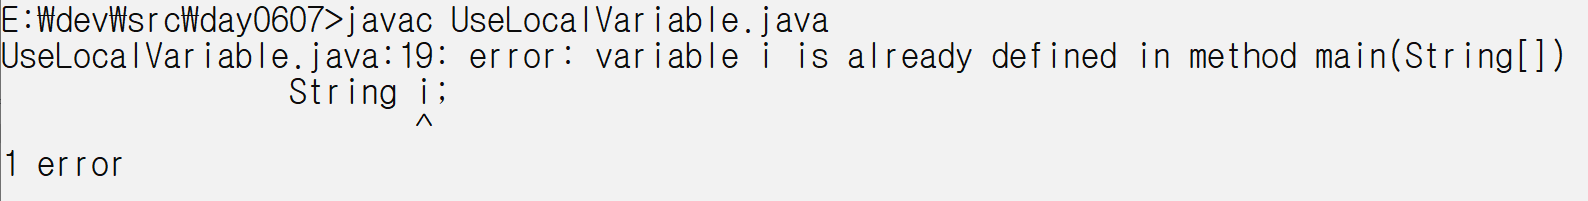 E:₩dev₩src₩day0607>javac UseLocalVariable.java
UseLocalVariable.java:19: error: variable i is already defined in method main(String[])
String i;
^
1 error